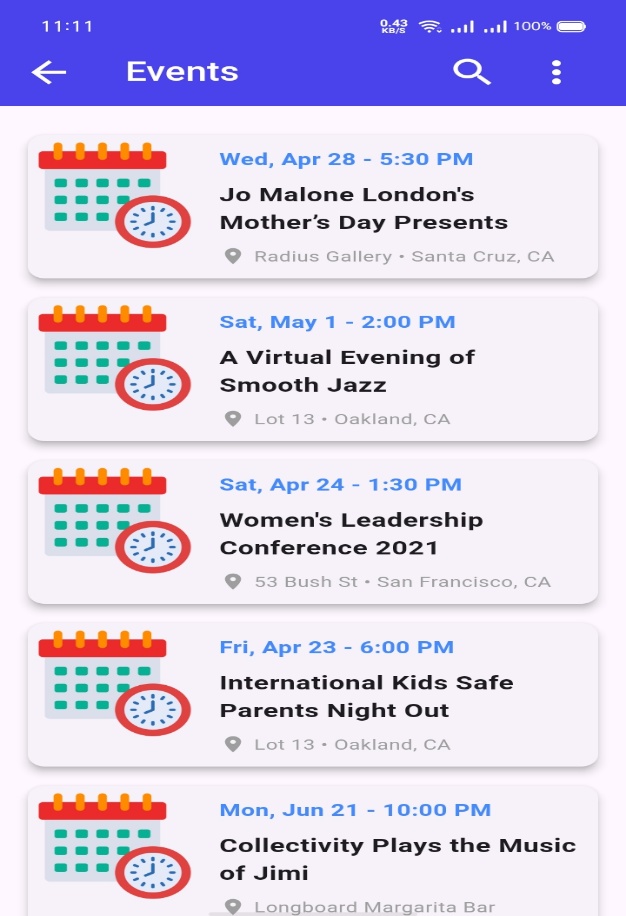 11:11
0.43
KB/S
100%
Events
Wed, Apr 28 - 5:30 PM
Jo Malone London's
Mother’s Day Presents
Radius Gallery • Santa Cruz, CA
Sat, May 1 - 2:00 PM
A Virtual Evening of
Smooth Jazz
Lot 13 • Oakland, CA
Sat, Apr 24 - 1:30 PM
Women's Leadership
Conference 2021
53 Bush St • San Francisco, CA
Fri, Apr 23 - 6:00 PM
International Kids Safe
Parents Night Out
Lot 13 • Oakland, CA
Mon, Jun 21 - 10:00 PM
Collectivity Plays the Music
of Jimi
Longboard Margarita Bar